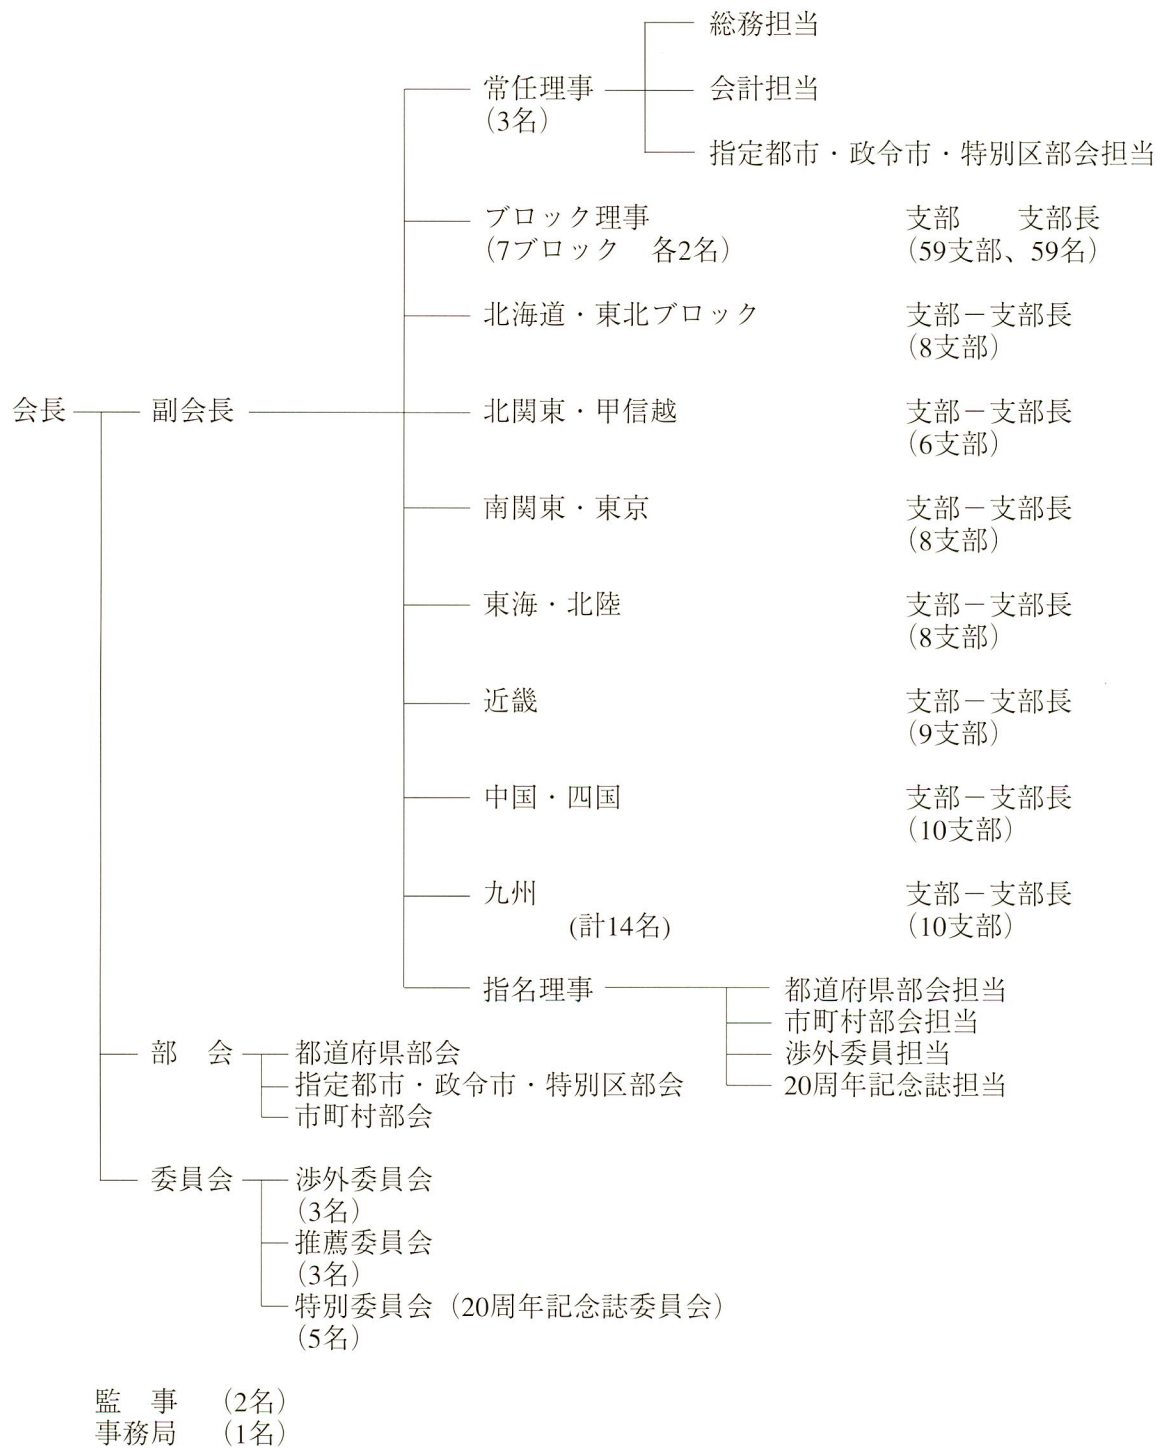 総務担当
常任理事 会計担当
(3名)
指定都市・政令市・特別区部会担当
ブロック理事 支部 支部長
(7ブロック 各2名) (59支部、59名)
北海道・東北ブロック 支部－支部長
(8支部)
会長 副会長 北関東・甲信越 支部－支部長
(6支部)
南関東・東京 支部－支部長
(8支部)
東海・北陸 支部－支部長
(8支部)
近畿 支部－支部長
(9支部)
中国・四国 支部－支部長
(10支部)
九州 支部－支部長
(計14名) (10支部)
指名理事 都道府県部会担当
市町村部会担当
渉外委員担当
20周年記念誌担当
部 会 都道府県部会
指定都市・政令市・特別区部会
市町村部会
委員会 渉外委員会
(3名)
推薦委員会
(3名)
特別委員会（20周年記念誌委員会）
(5名)
監 事 (2名)
事務局 (1名)